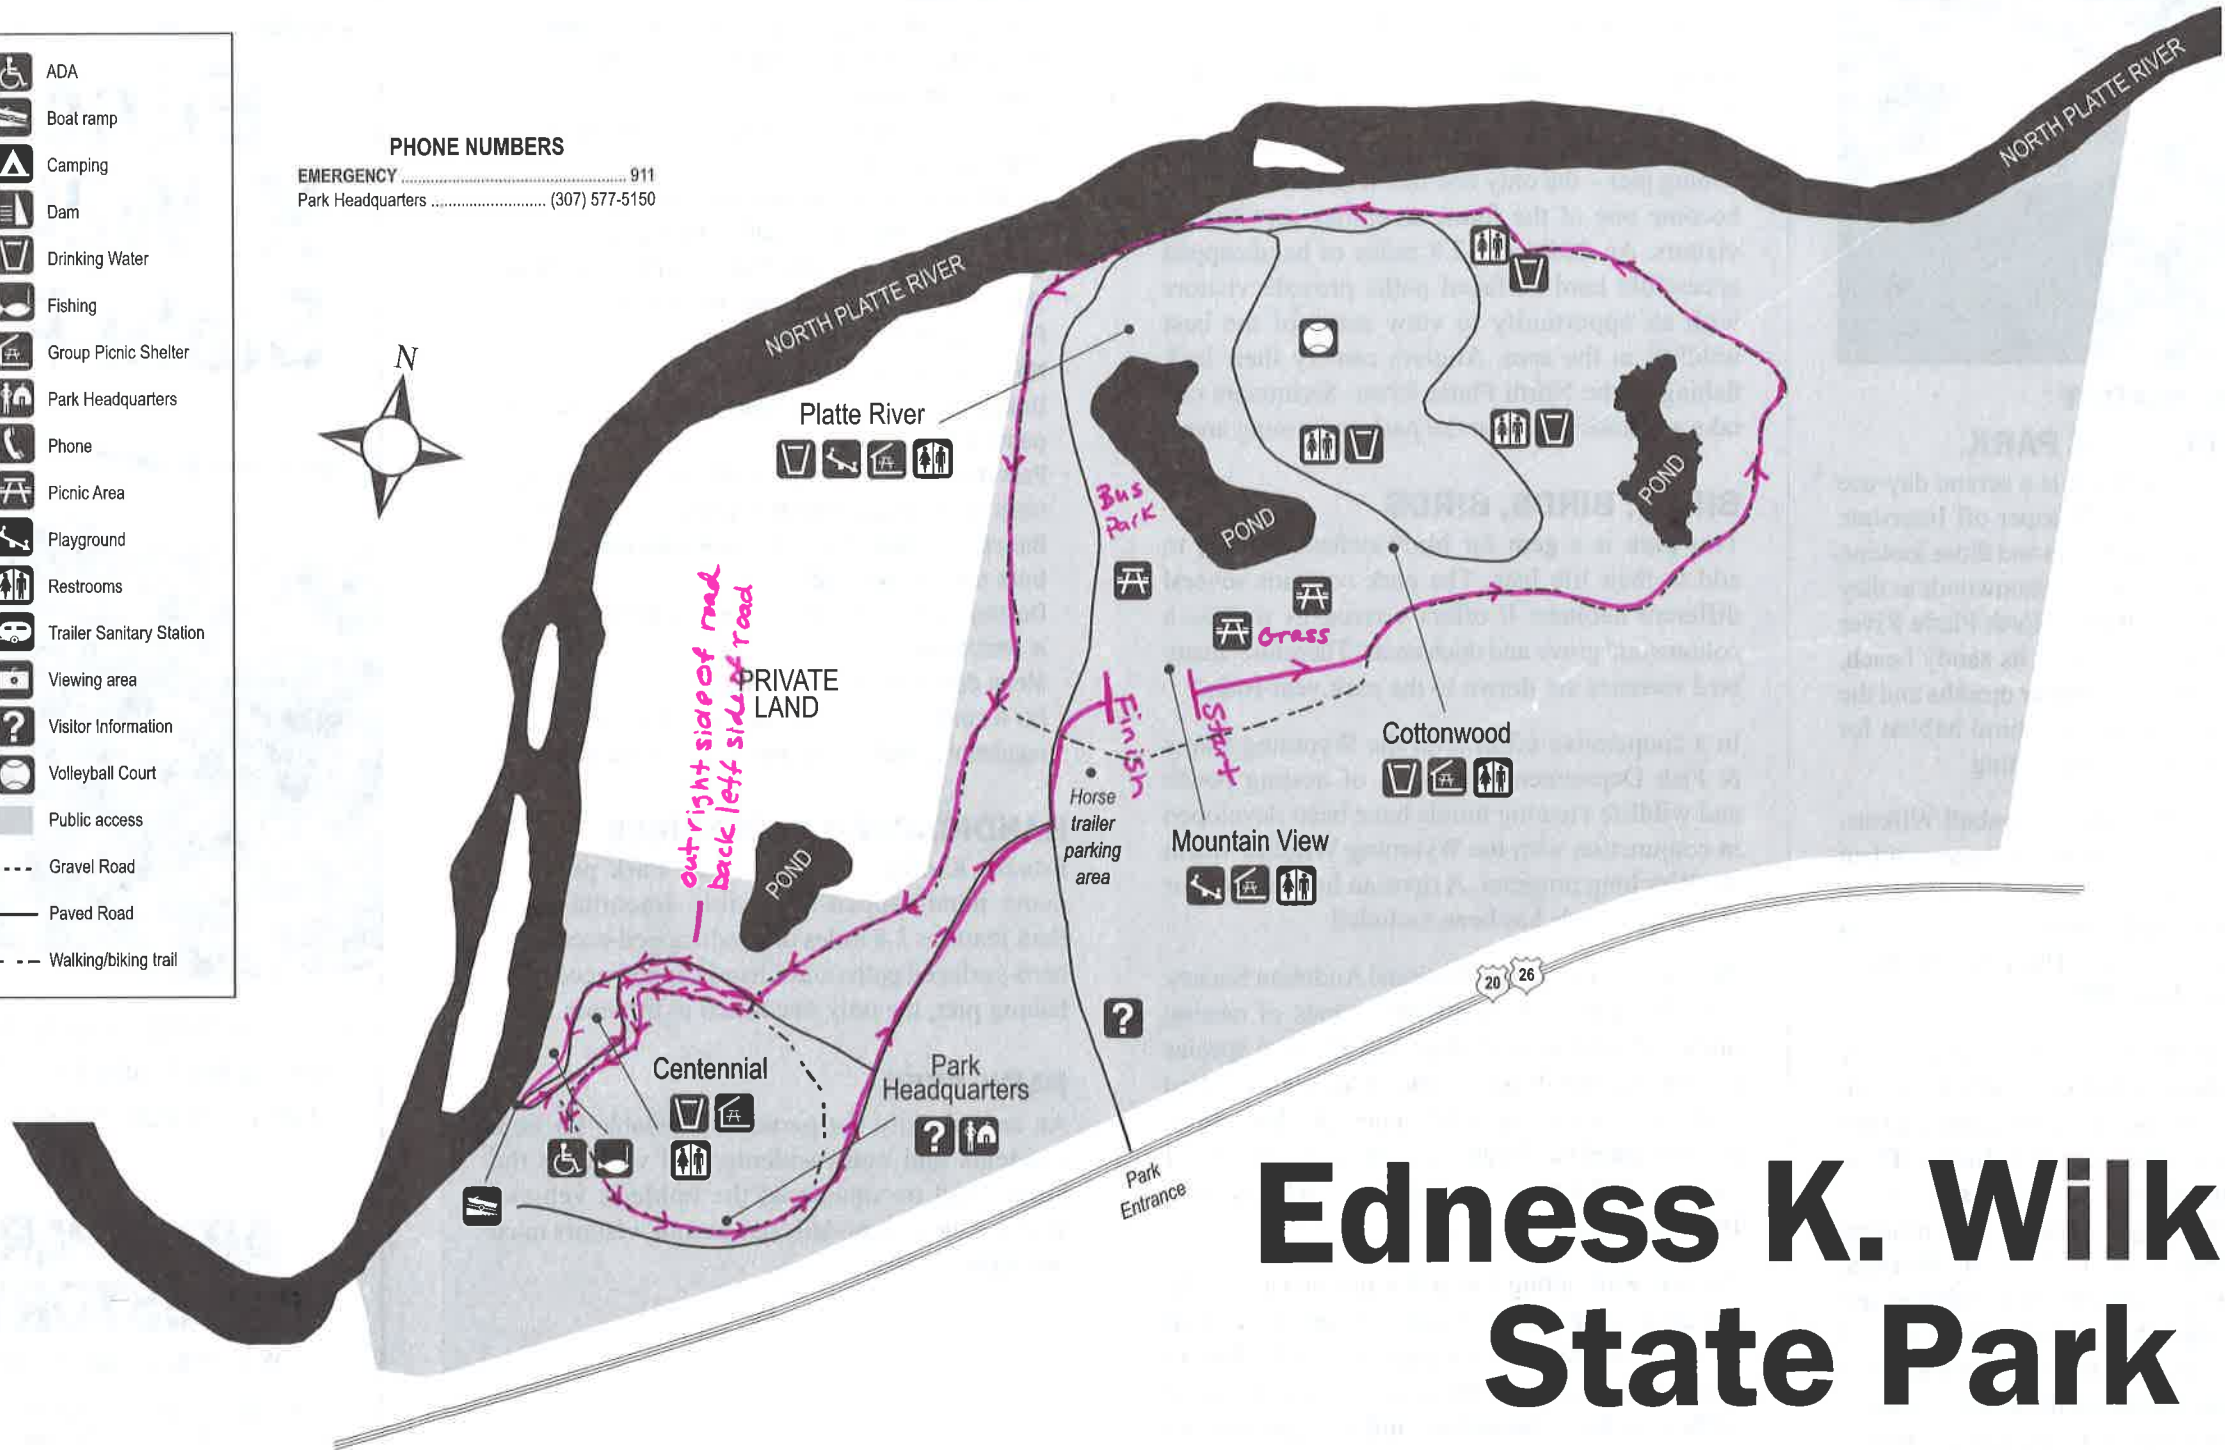 ADA
Boat ramp
Camping
Dam
Drinking Water
Fishing
Group Picnic Shelter
Park Headquarters
Phone
Picnic Area
Playground
Restrooms
Trailer Sanitary Station
Viewing area
Visitor Information
Volleyball Court
Public access
Gravel Road
Paved Road
Walking/biking trail
PHONE NUMBERS
EMERGENCY 911
Park Headquarters (307) 577-5150
N
NORTH PLATTE RIVER
NORTH PLATTE RIVER
Platte River
Bus
Park
POND
POND
Grass
out right side of road
back left side of road
PRIVATE
LAND
Finish
Start
Cottonwood
Horse
trailer
parking
area
Mountain View
POND
20 26
Centennial
Park
Headquarters
Park
Entrance
Edness K. Wilk
State Park